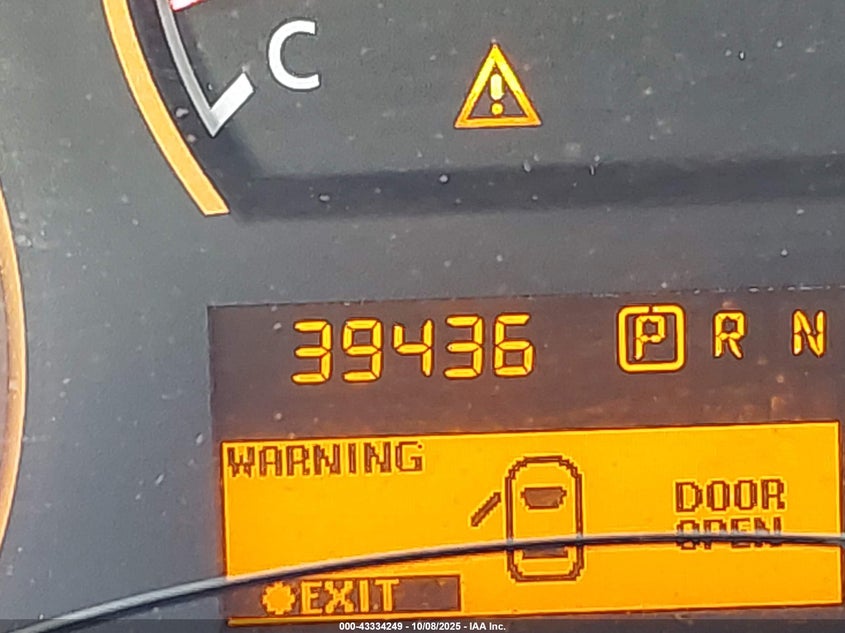 C
39436 P R N
WARNING
DOOR
OPEN
EXIT
000-43334249 - 10/08/2025 - IAA Inc.